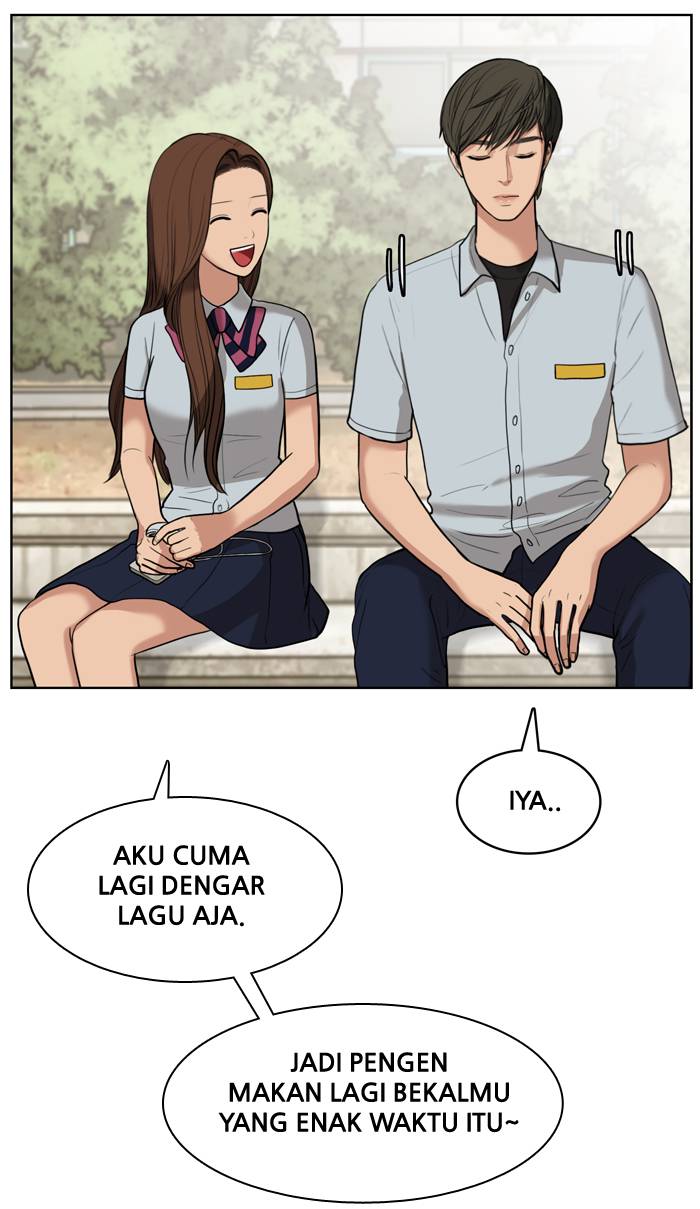 IYA..
AKU CUMA
LAGI DENGAR
LAGU AJA.
JADI PENGEN
MAKAN LAGI BEKALMU
YANG ENAK WAKTU ITU~